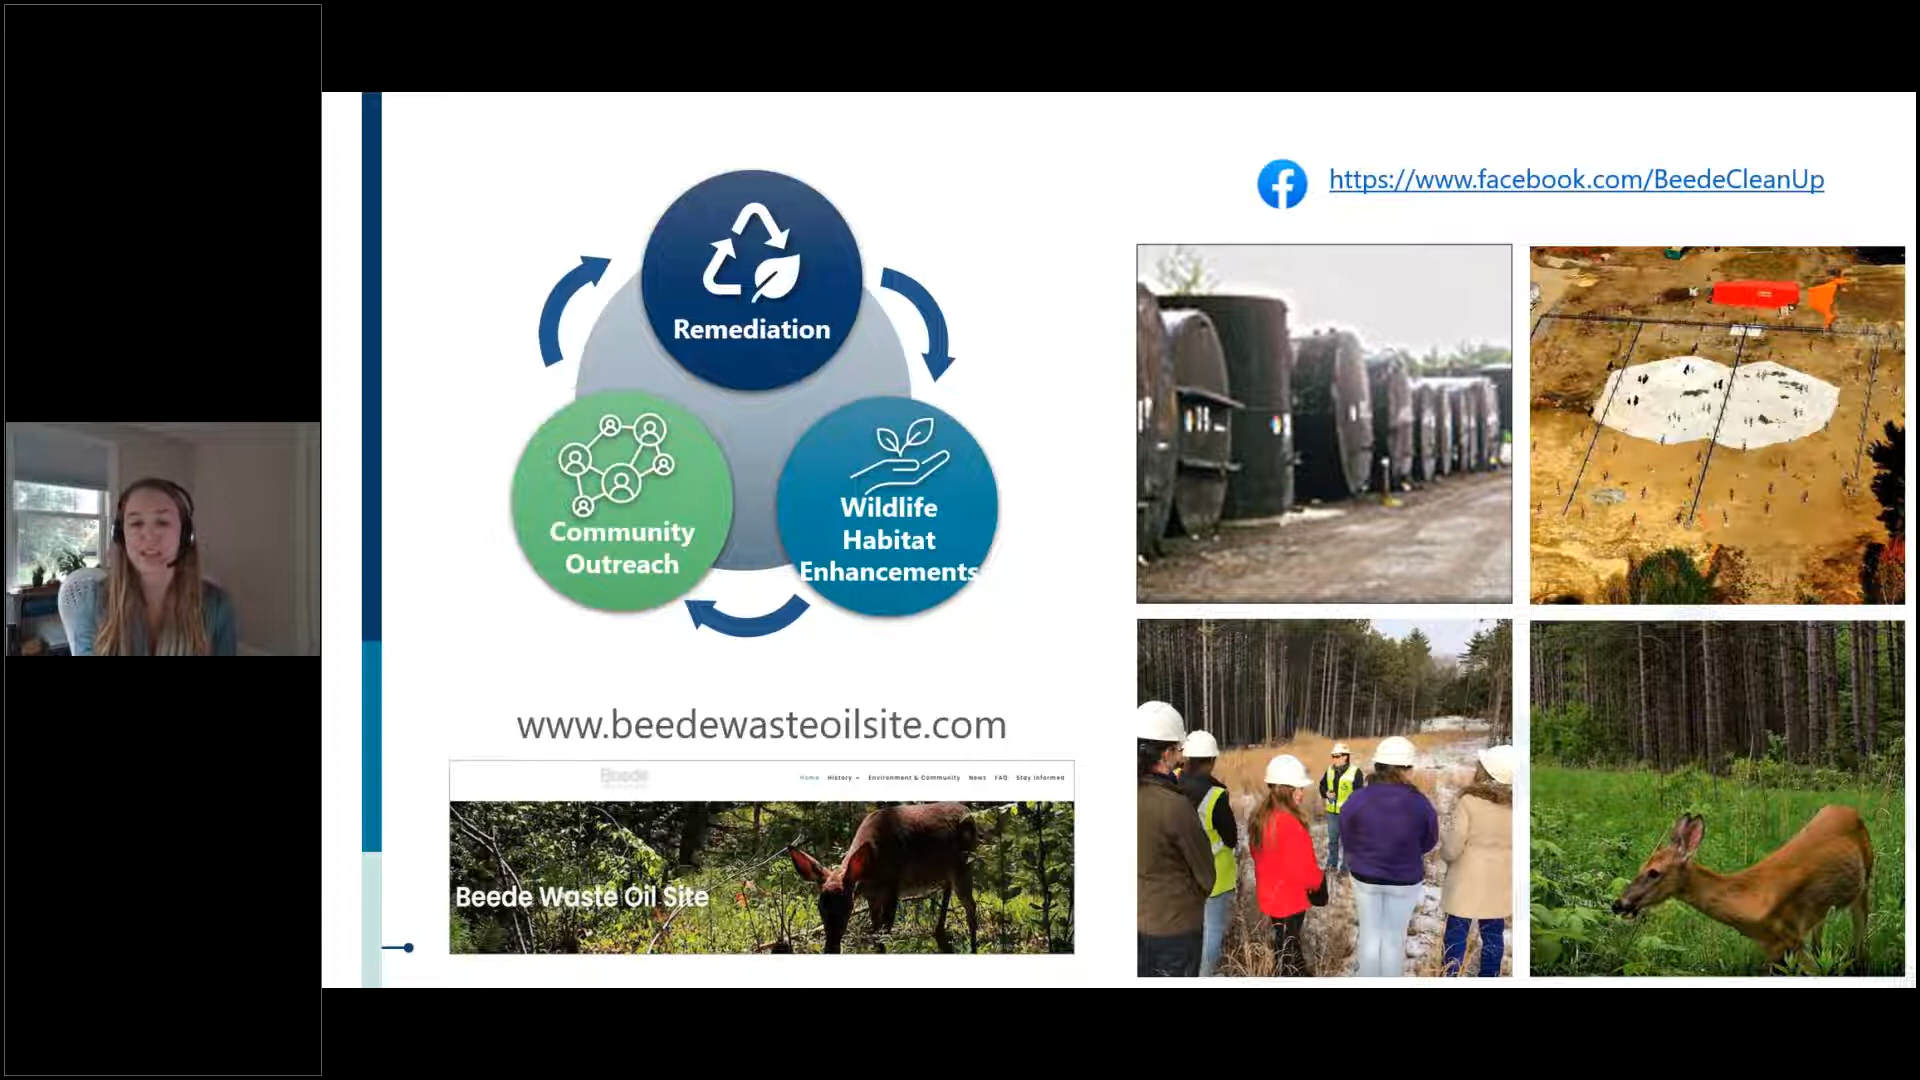 https://www.facebook.com/BeedeCleanUp
Remediation
Community
Outreach
Wildlife
Habitat
Enhancements
www.beedewasteoilsite.com
Beede
Home History Environment & Community News FAQ Stay Informed
Beede Waste Oil Site